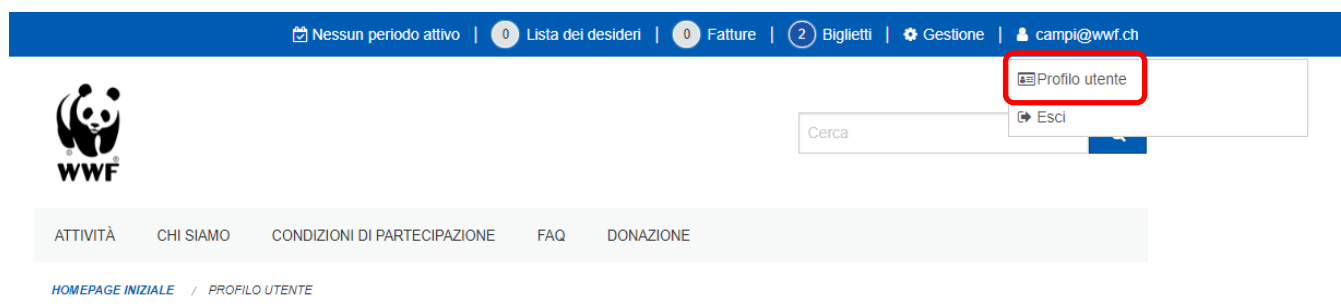 Nessun periodo attivo | 0 Lista dei desideri | 0 Fatture | 2 Biglietti | Gestione | campi@wwf.ch
Profilo utente
Esci
Cerca
WWF
ATTIVITÀ CHI SIAMO CONDIZIONI DI PARTECIPAZIONE FAQ DONAZIONE
HOMEPAGE INIZIALE / PROFILO UTENTE